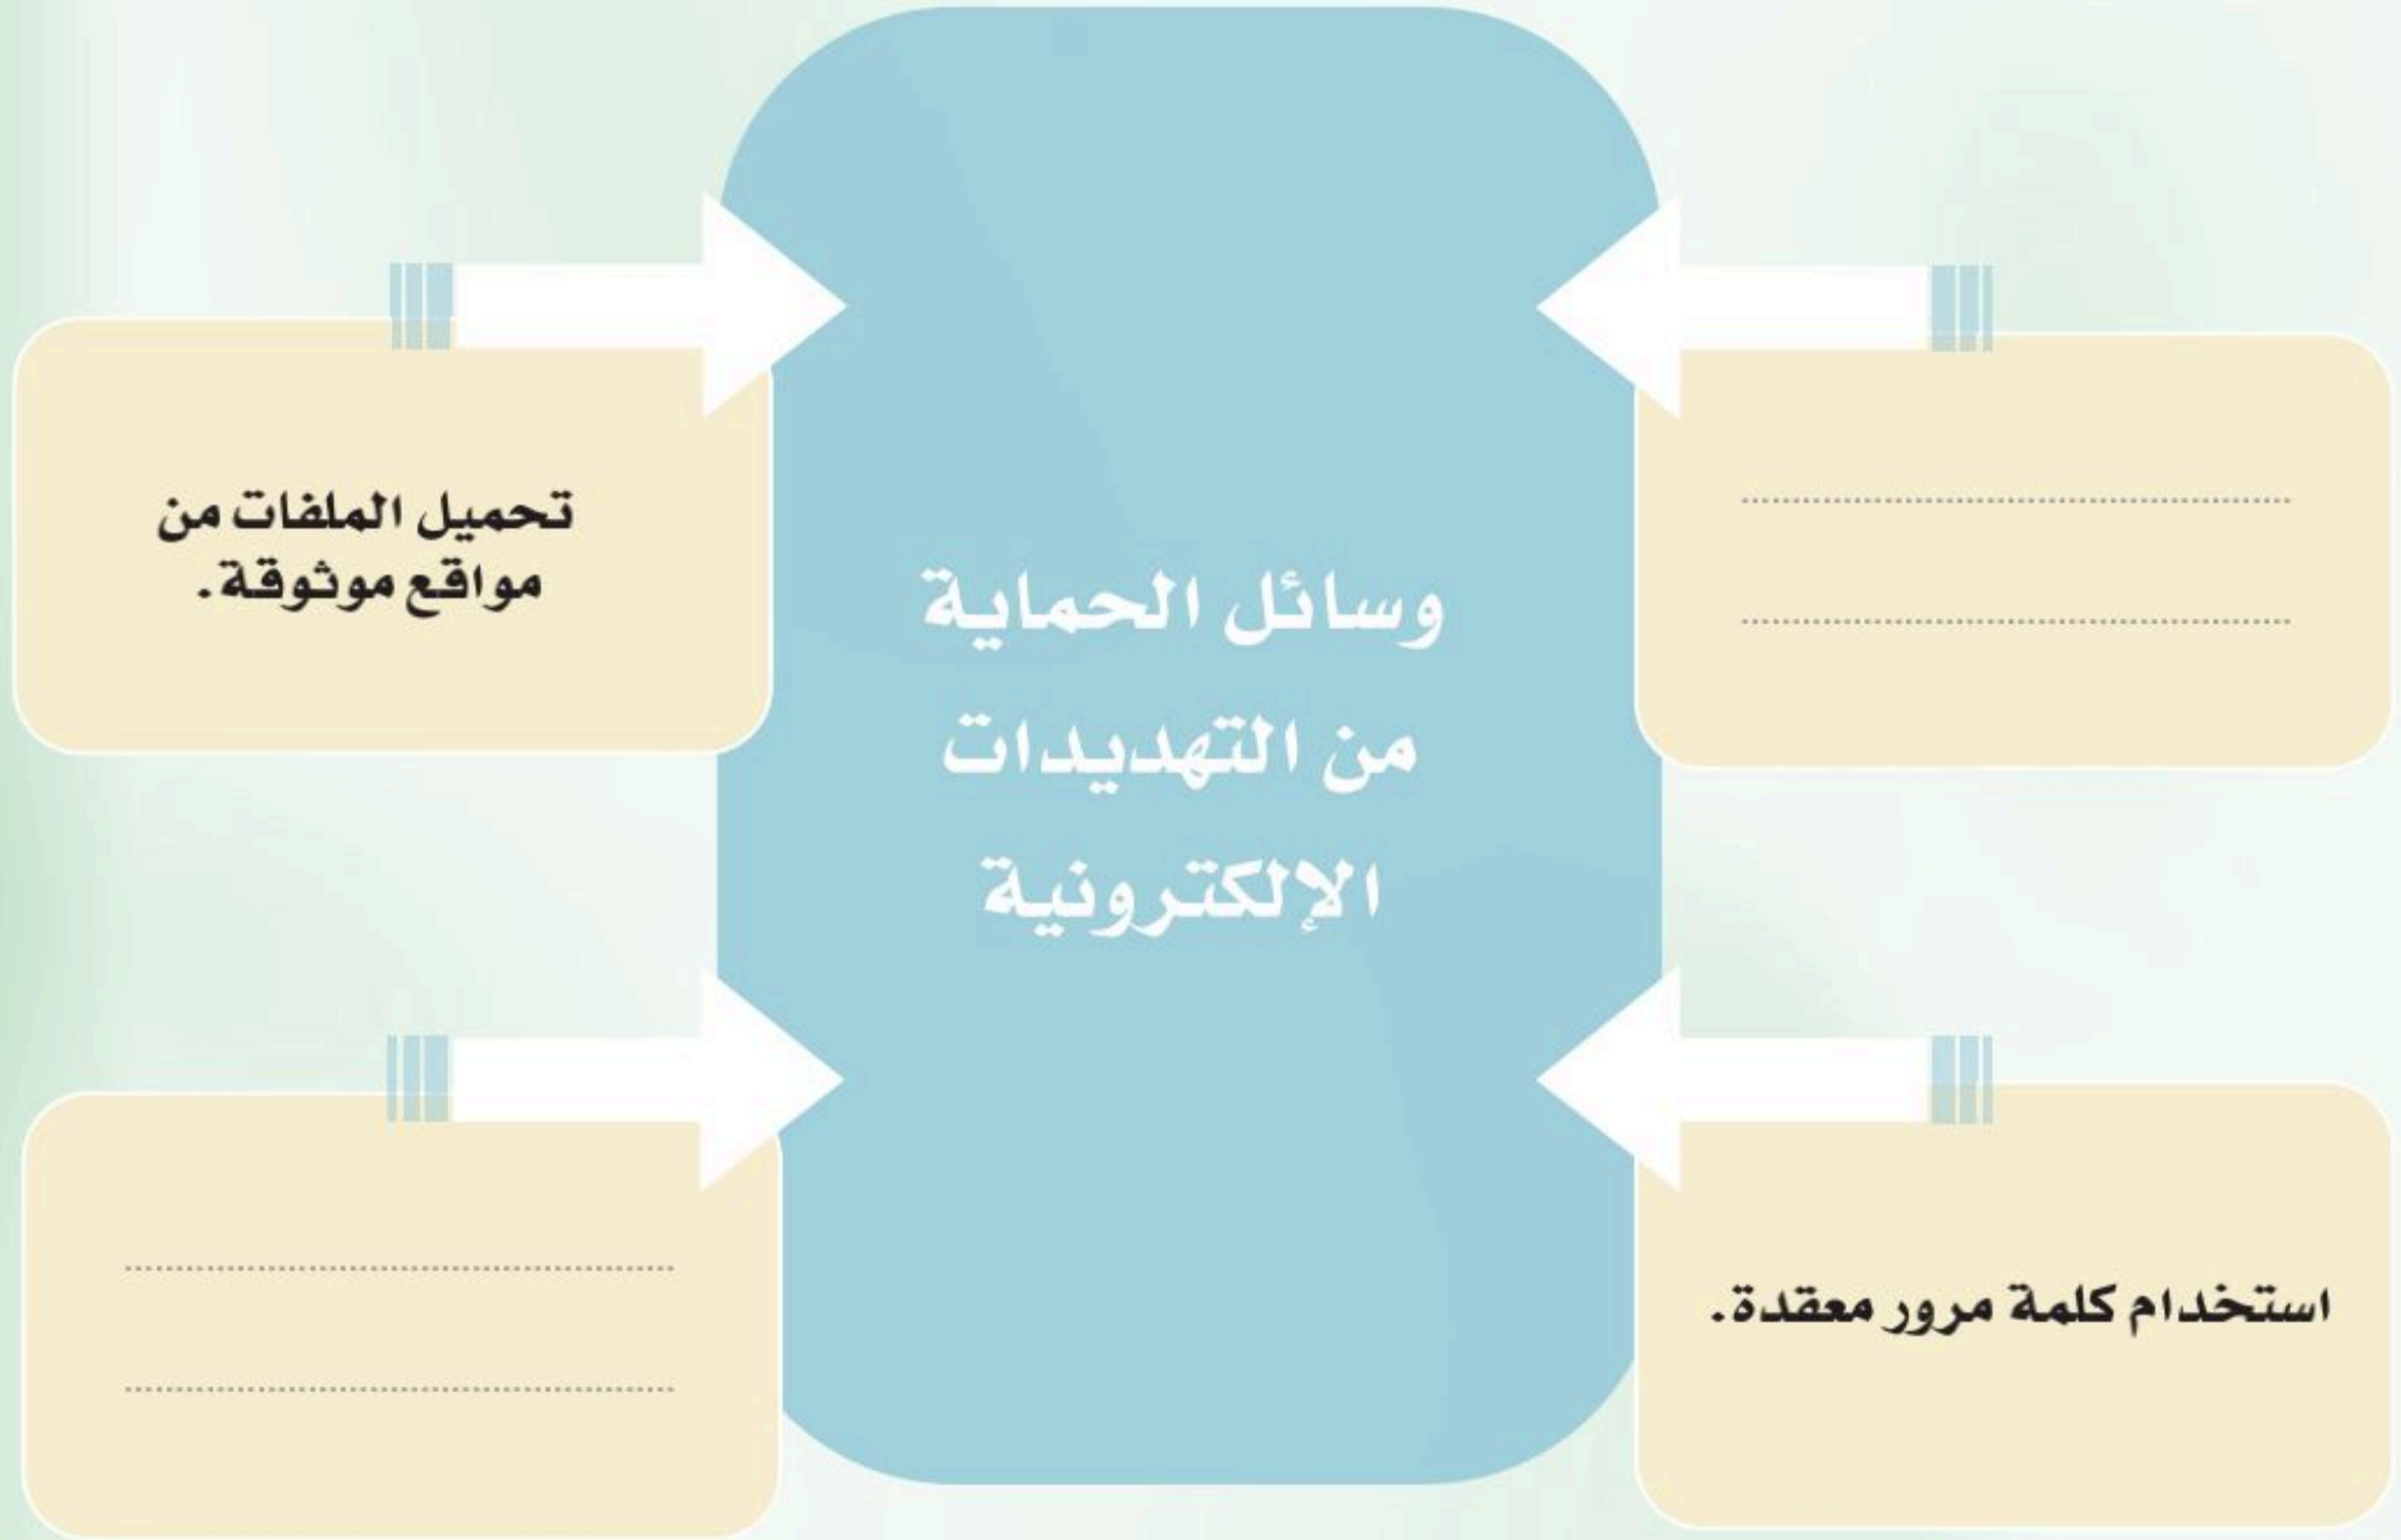 وسائل الحماية
من التهديدات
الإلكترونية
تحميل الملفات من
مواقع موثوقة.
استخدام كلمة مرور معقدة.